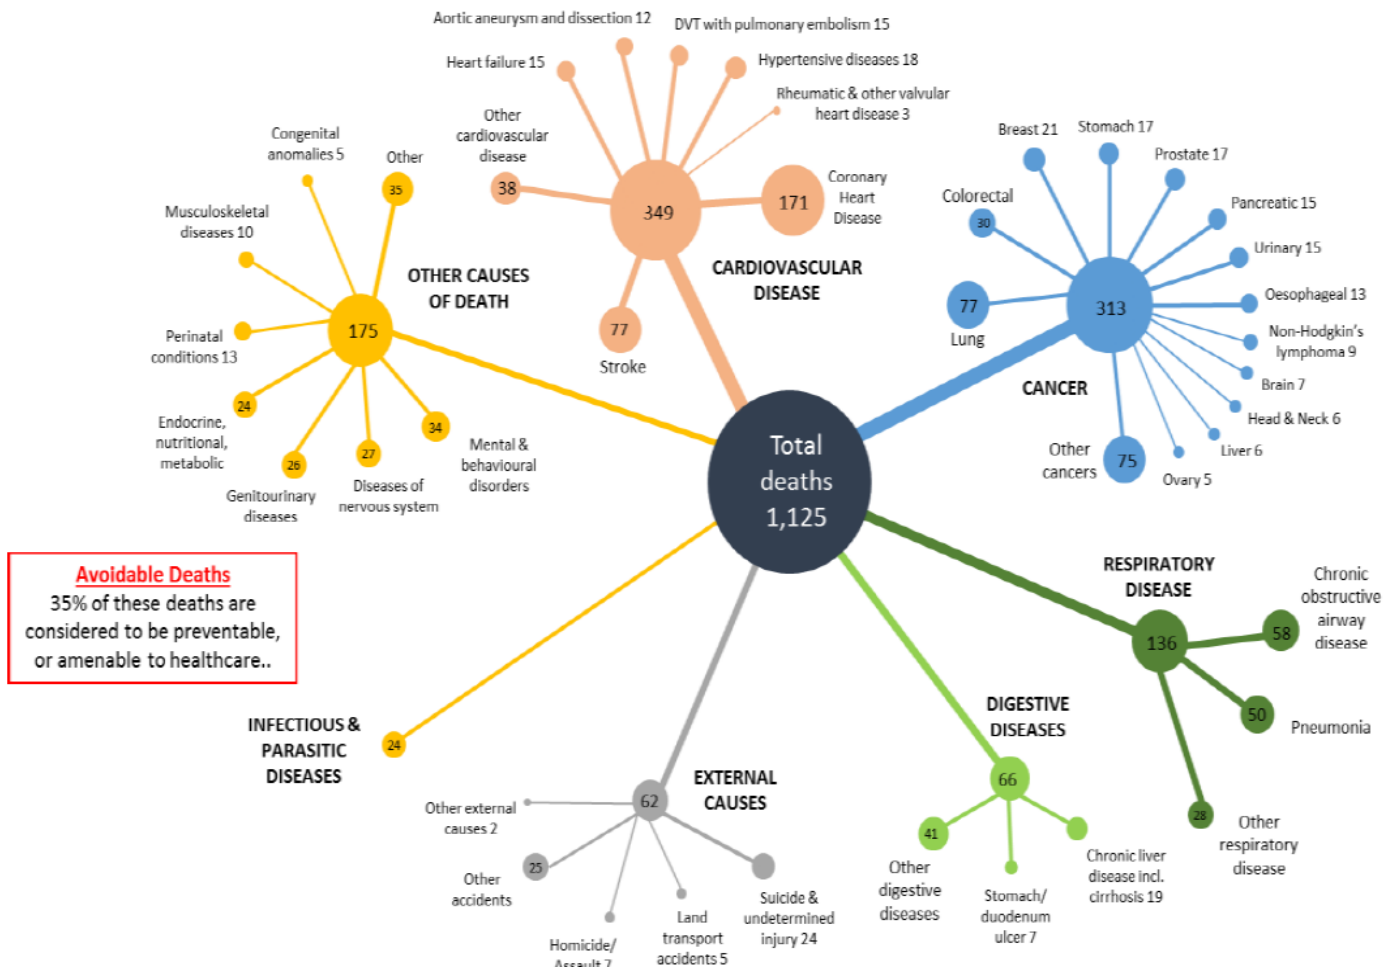 Aortic aneurysm and dissection 12
DVT with pulmonary embolism 15
Heart failure 15
Hypertensive diseases 18
Rheumatic & other valvular
heart disease 3
Other
cardiovascular
disease
38
349
171
Coronary
Heart
Disease
CARDIOVASCULAR
DISEASE
77
Stroke
Congenital
anomalies 5
Other
35
Musculoskeletal
diseases 10
OTHER CAUSES
OF DEATH
175
Perinatal
conditions 13
24
Endocrine,
nutritional,
metabolic
26
Genitourinary
diseases
27
Diseases of
nervous system
34
Mental &
behavioural
disorders
Breast 21
Stomach 17
Prostate 17
Colorectal
30
Pancreatic 15
Urinary 15
77
Lung
313
Oesophageal 13
Non-Hodgkin's
lymphoma 9
CANCER
Brain 7
Head & Neck 6
Liver 6
Ovary 5
Other
cancers
75
Total
deaths
1,125
Avoidable Deaths
35% of these deaths are
considered to be preventable,
or amenable to healthcare..
RESPIRATORY
DISEASE
136
58
Chronic
obstructive
airway
disease
50
Pneumonia
28
Other
respiratory
disease
INFECTIOUS &
PARASITIC
DISEASES
24
EXTERNAL
CAUSES
62
Other external
causes 2
25
Other
accidents
Homicide/
Assault 7
Land
transport
accidents 5
Suicide &
undetermined
injury 24
DIGESTIVE
DISEASES
66
41
Other
digestive
diseases
Stomach/
duodenum
ulcer 7
Chronic liver
disease incl.
cirrhosis 19